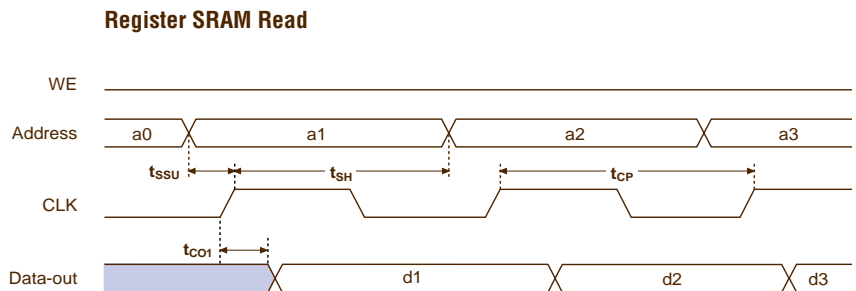 Register SRAM Read
WE
Address a0 a1 a2 a3
tSSU tSH tCP
CLK
tCO1
Data-out d1 d2 d3